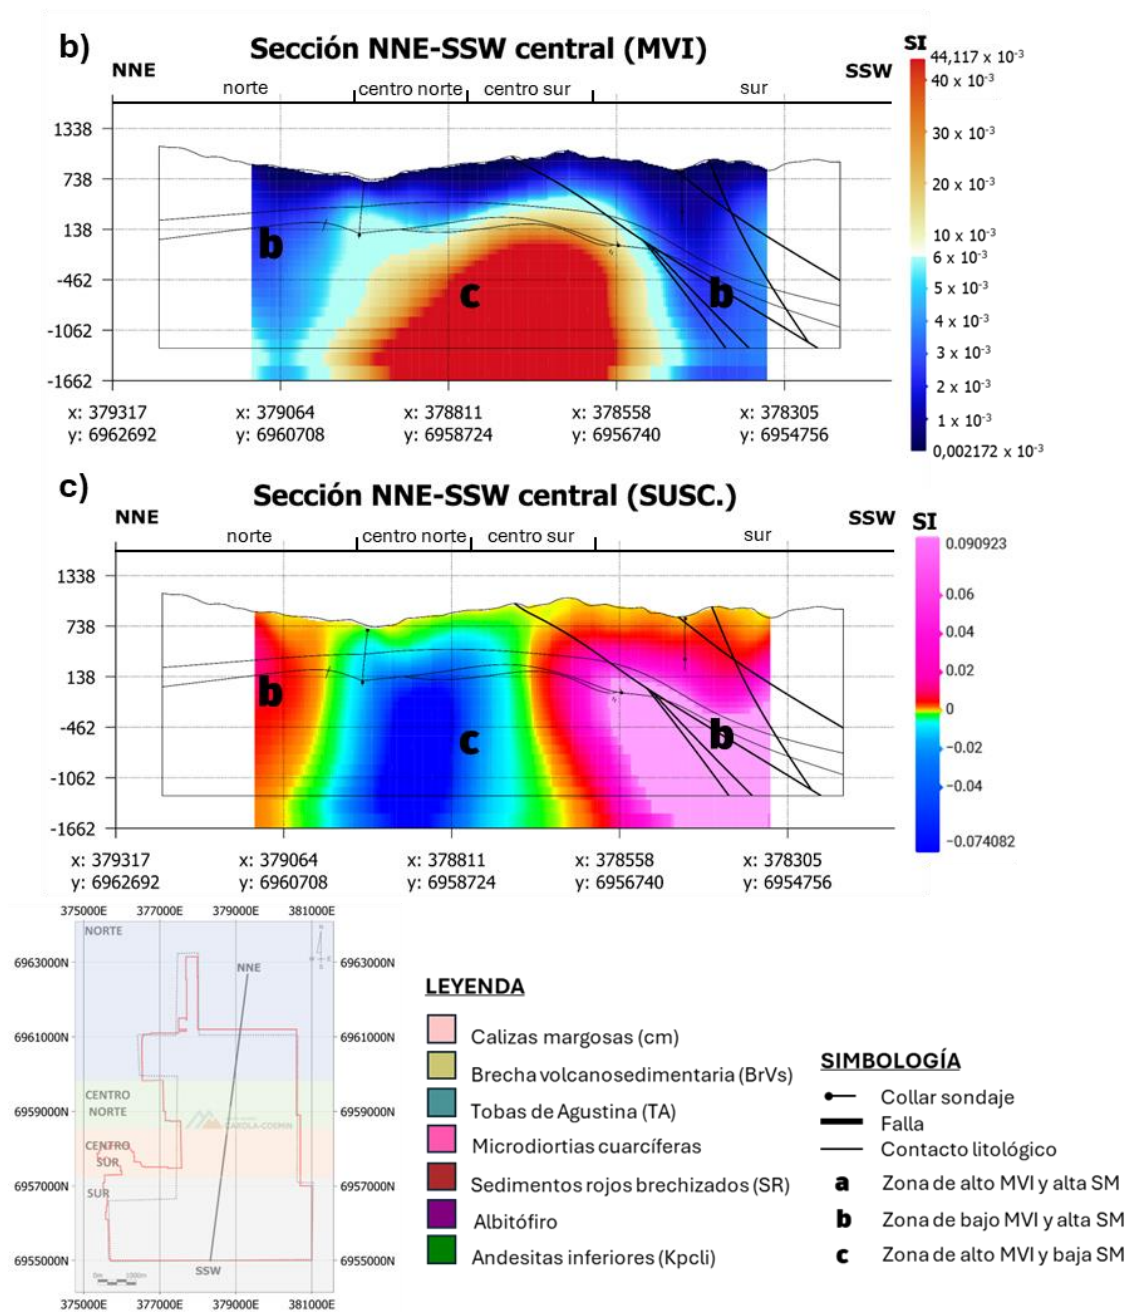 b)
Sección NNE-SSW central (MVI)
NNE
SSW
norte
centro norte
centro sur
sur
1338
738
138
-462
-1062
-1662
b
c
b
x: 379317
y: 6962692
x: 379064
y: 6960708
x: 378811
y: 6958724
x: 378558
y: 6956740
x: 378305
y: 6954756
SI
44,117 x 10⁻³
40 x 10⁻³
30 x 10⁻³
20 x 10⁻³
10 x 10⁻³
6 x 10⁻³
5 x 10⁻³
4 x 10⁻³
3 x 10⁻³
2 x 10⁻³
1 x 10⁻³
0,002172 x 10⁻³
c)
Sección NNE-SSW central (SUSC.)
NNE
SSW
norte
centro norte
centro sur
sur
1338
738
138
-462
-1062
-1662
b
c
b
x: 379317
y: 6962692
x: 379064
y: 6960708
x: 378811
y: 6958724
x: 378558
y: 6956740
x: 378305
y: 6954756
SI
0.090923
0.06
0.04
0.02
0
-0.02
-0.04
-0.074082
375000E 377000E 379000E 381000E
NORTE
6963000N
6963000N
NNE
6961000N
6961000N
CENTRO
NORTE
6959000N
6959000N
CENTRO
SUR
6957000N
6957000N
SUR
6955000N
6955000N
SSW
0m 1000m
375000E 377000E 379000E 381000E
LEYENDA
Calizas margosas (cm)
Brecha volcanosedimentaria (BrVs)
Tobas de Agustina (TA)
Microdiortias cuarcíferas
Sedimentos rojos brechizados (SR)
Albitófiro
Andesitas inferiores (Kpcli)
SIMBOLOGÍA
Collar sondaje
Falla
Contacto litológico
a Zona de alto MVI y alta SM
b Zona de bajo MVI y alta SM
c Zona de alto MVI y baja SM